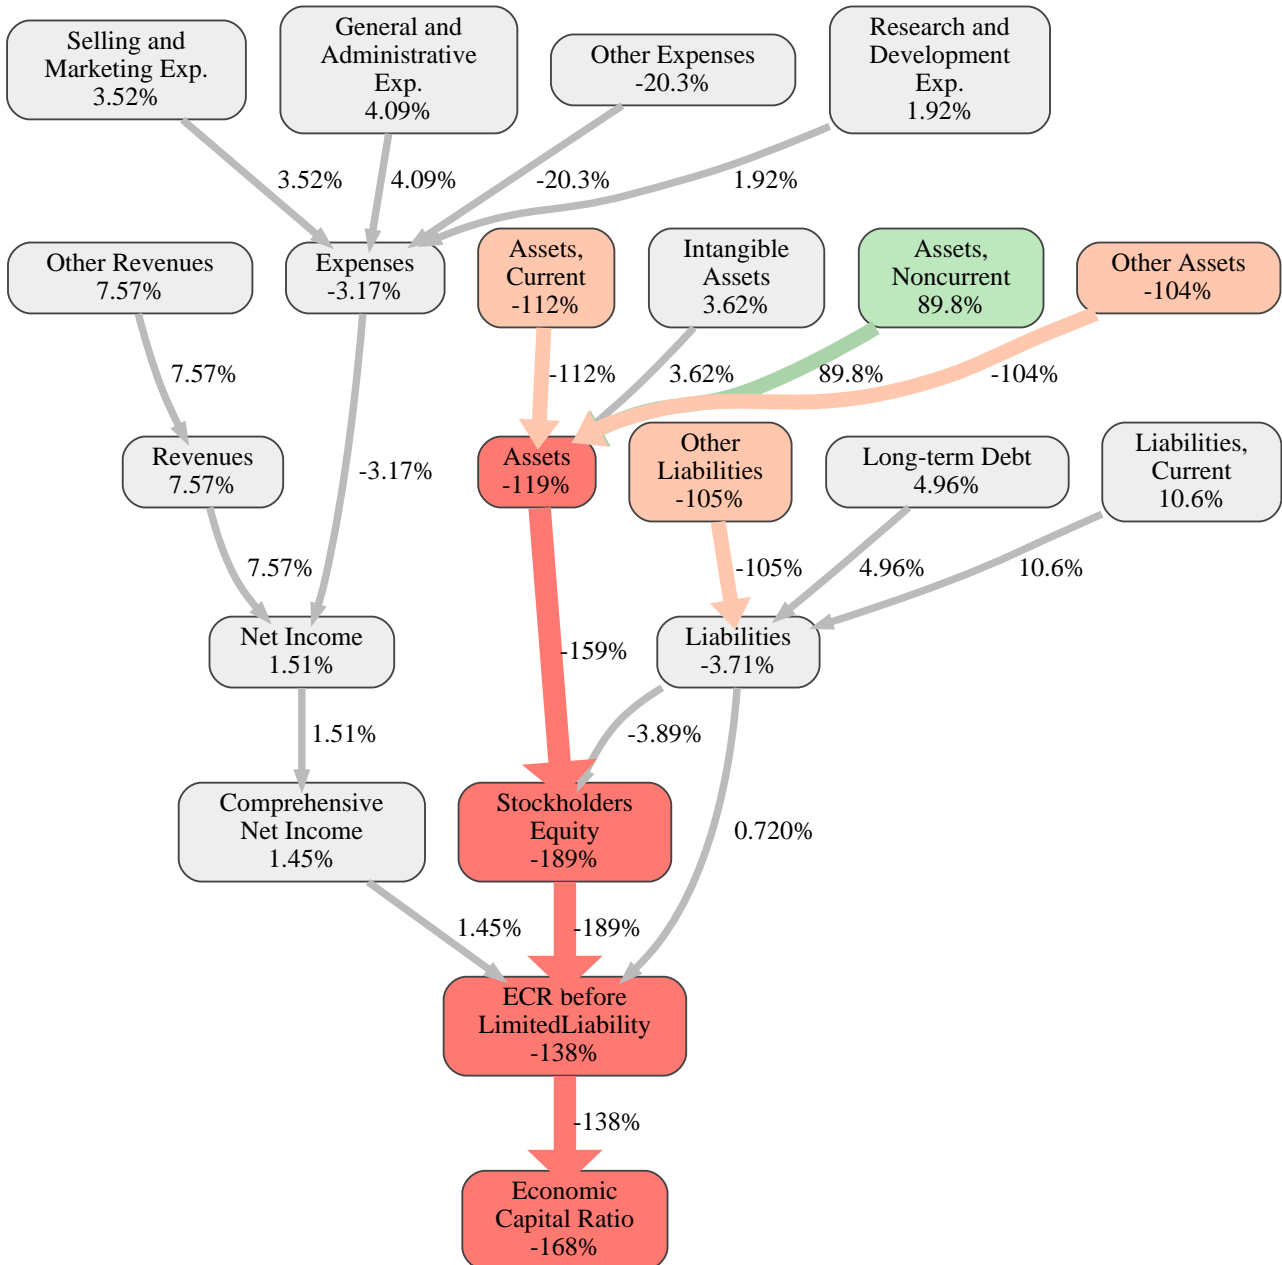 Selling and
Marketing Exp.
3.52%
General and
Administrative
Exp.
4.09%
Other Expenses
-20.3%
Research and
Development
Exp.
1.92%
3.52%
4.09%
-20.3%
1.92%
Other Revenues
7.57%
Expenses
-3.17%
Assets,
Current
-112%
Intangible
Assets
3.62%
Assets,
Noncurrent
89.8%
Other Assets
-104%
7.57%
-112%
3.62%
89.8%
-104%
Revenues
7.57%
-3.17%
Assets
-119%
Other
Liabilities
-105%
Long-term Debt
4.96%
Liabilities,
Current
10.6%
7.57%
-105%
4.96%
10.6%
Net Income
1.51%
-159%
Liabilities
-3.71%
1.51%
-3.89%
Comprehensive
Net Income
1.45%
Stockholders
Equity
-189%
0.720%
1.45%
-189%
ECR before
LimitedLiability
-138%
-138%
Economic
Capital Ratio
-168%